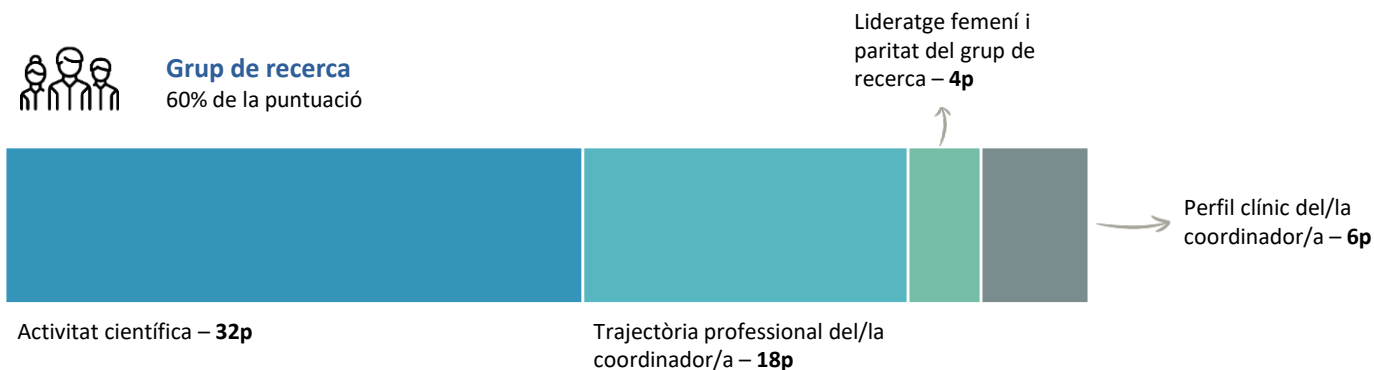 Lideratge femení i
paritat del grup de
recerca – 4p
Grup de recerca
60% de la puntuació
Perfil clínic del/la
coordinador/a – 6p
Activitat científica – 32p
Trajectòria professional del/la
coordinador/a – 18p